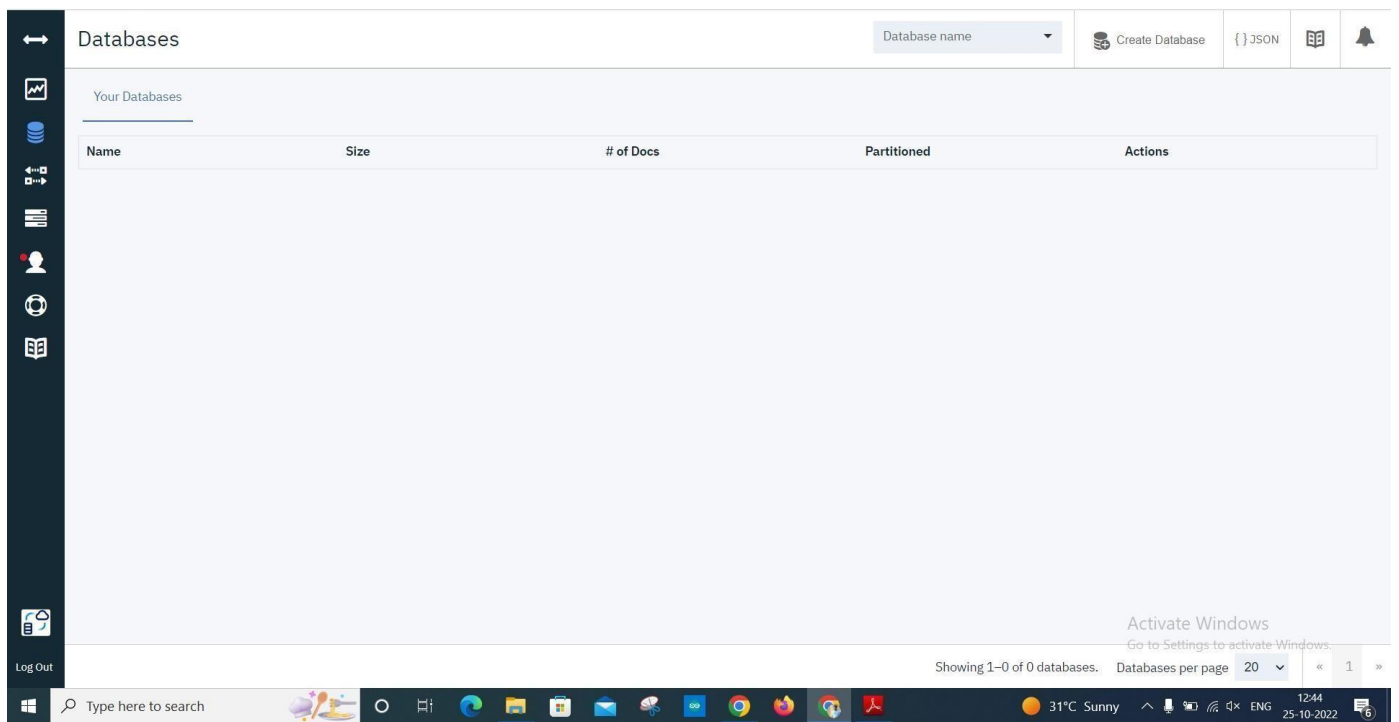 Databases
Database name
Create Database
{ } JSON
Your Databases
Name Size # of Docs Partitioned Actions
Activate Windows
Go to Settings to activate Windows.
Log Out
Showing 1–0 of 0 databases. Databases per page 20 « 1 »
Type here to search
31°C Sunny
ENG
12:44
25-10-2022
6